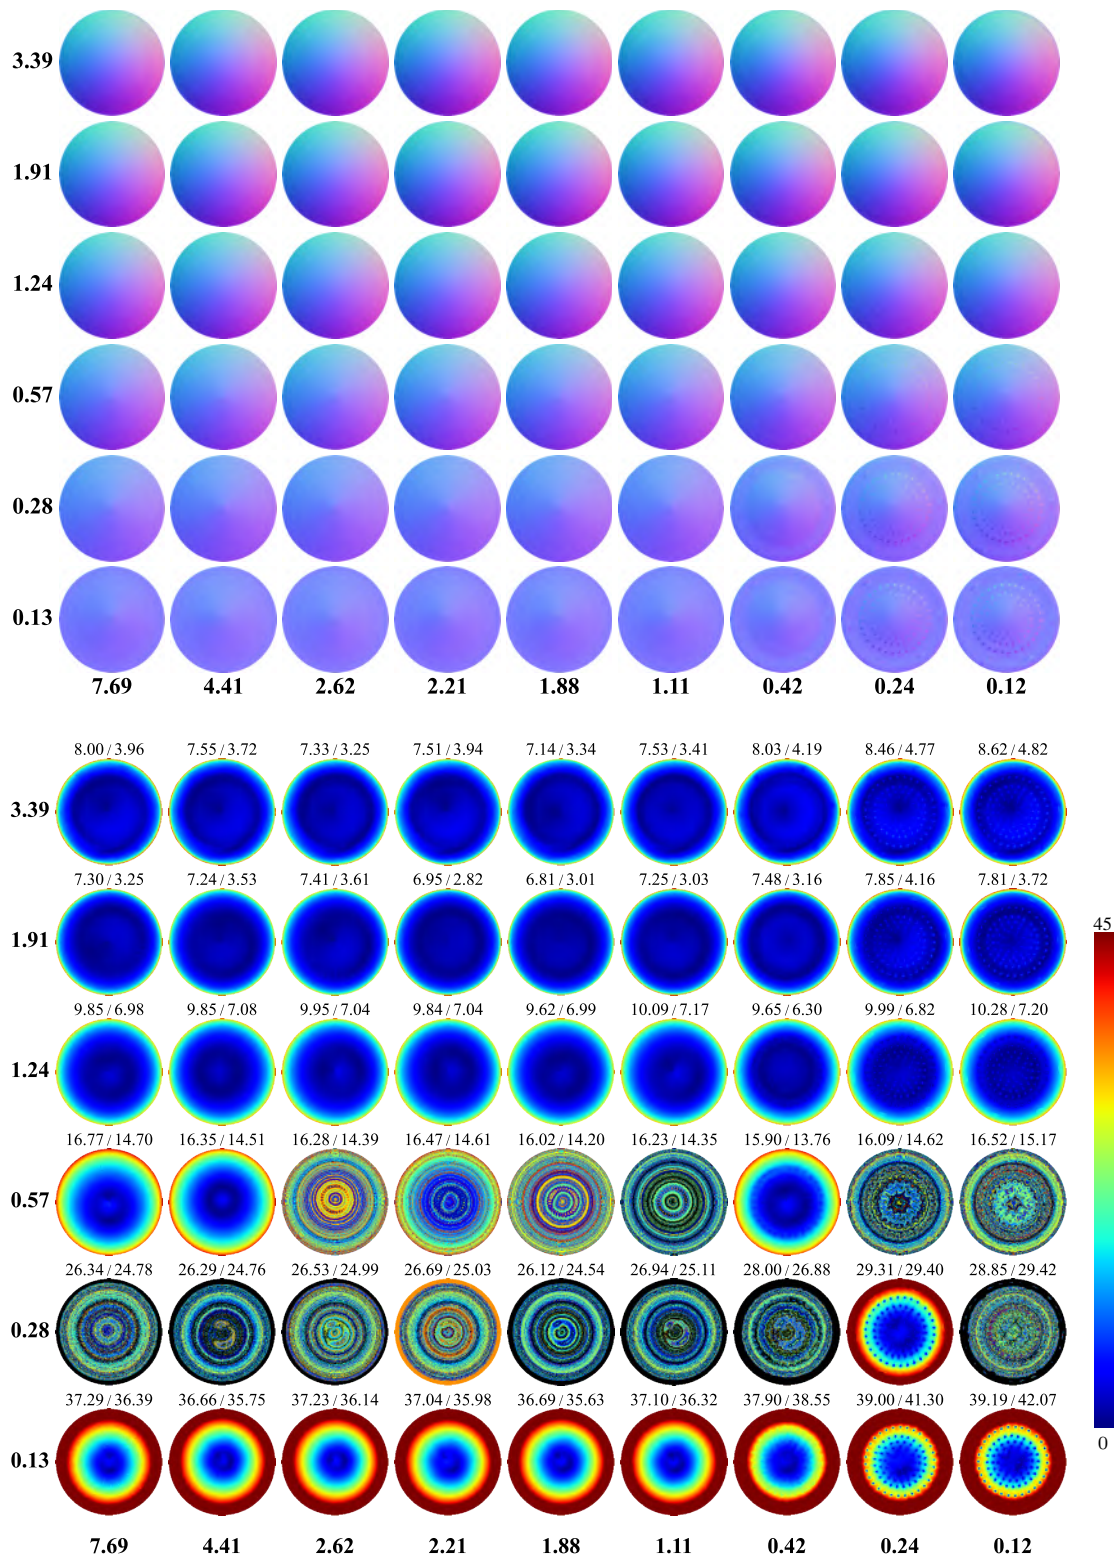 3.39
1.91
1.24
0.57
0.28
0.13
7.69 4.41 2.62 2.21 1.88 1.11 0.42 0.24 0.12
8.00 / 3.96 7.55 / 3.72 7.33 / 3.25 7.51 / 3.94 7.14 / 3.34 7.53 / 3.41 8.03 / 4.19 8.46 / 4.77 8.62 / 4.82
3.39
7.30 / 3.25 7.24 / 3.53 7.41 / 3.61 6.95 / 2.82 6.81 / 3.01 7.25 / 3.03 7.48 / 3.16 7.85 / 4.16 7.81 / 3.72
45
1.91
9.85 / 6.98 9.85 / 7.08 9.95 / 7.04 9.84 / 7.04 9.62 / 6.99 10.09 / 7.17 9.65 / 6.30 9.99 / 6.82 10.28 / 7.20
1.24
16.77 / 14.70 16.35 / 14.51 16.28 / 14.39 16.47 / 14.61 16.02 / 14.20 16.23 / 14.35 15.90 / 13.76 16.09 / 14.62 16.52 / 15.17
0.57
26.34 / 24.78 26.29 / 24.76 26.53 / 24.99 26.69 / 25.03 26.12 / 24.54 26.94 / 25.11 28.00 / 26.88 29.31 / 29.40 28.85 / 29.42
0.28
37.29 / 36.39 36.66 / 35.75 37.23 / 36.14 37.04 / 35.98 36.69 / 35.63 37.10 / 36.32 37.90 / 38.55 39.00 / 41.30 39.19 / 42.07
0
0.13
7.69 4.41 2.62 2.21 1.88 1.11 0.42 0.24 0.12